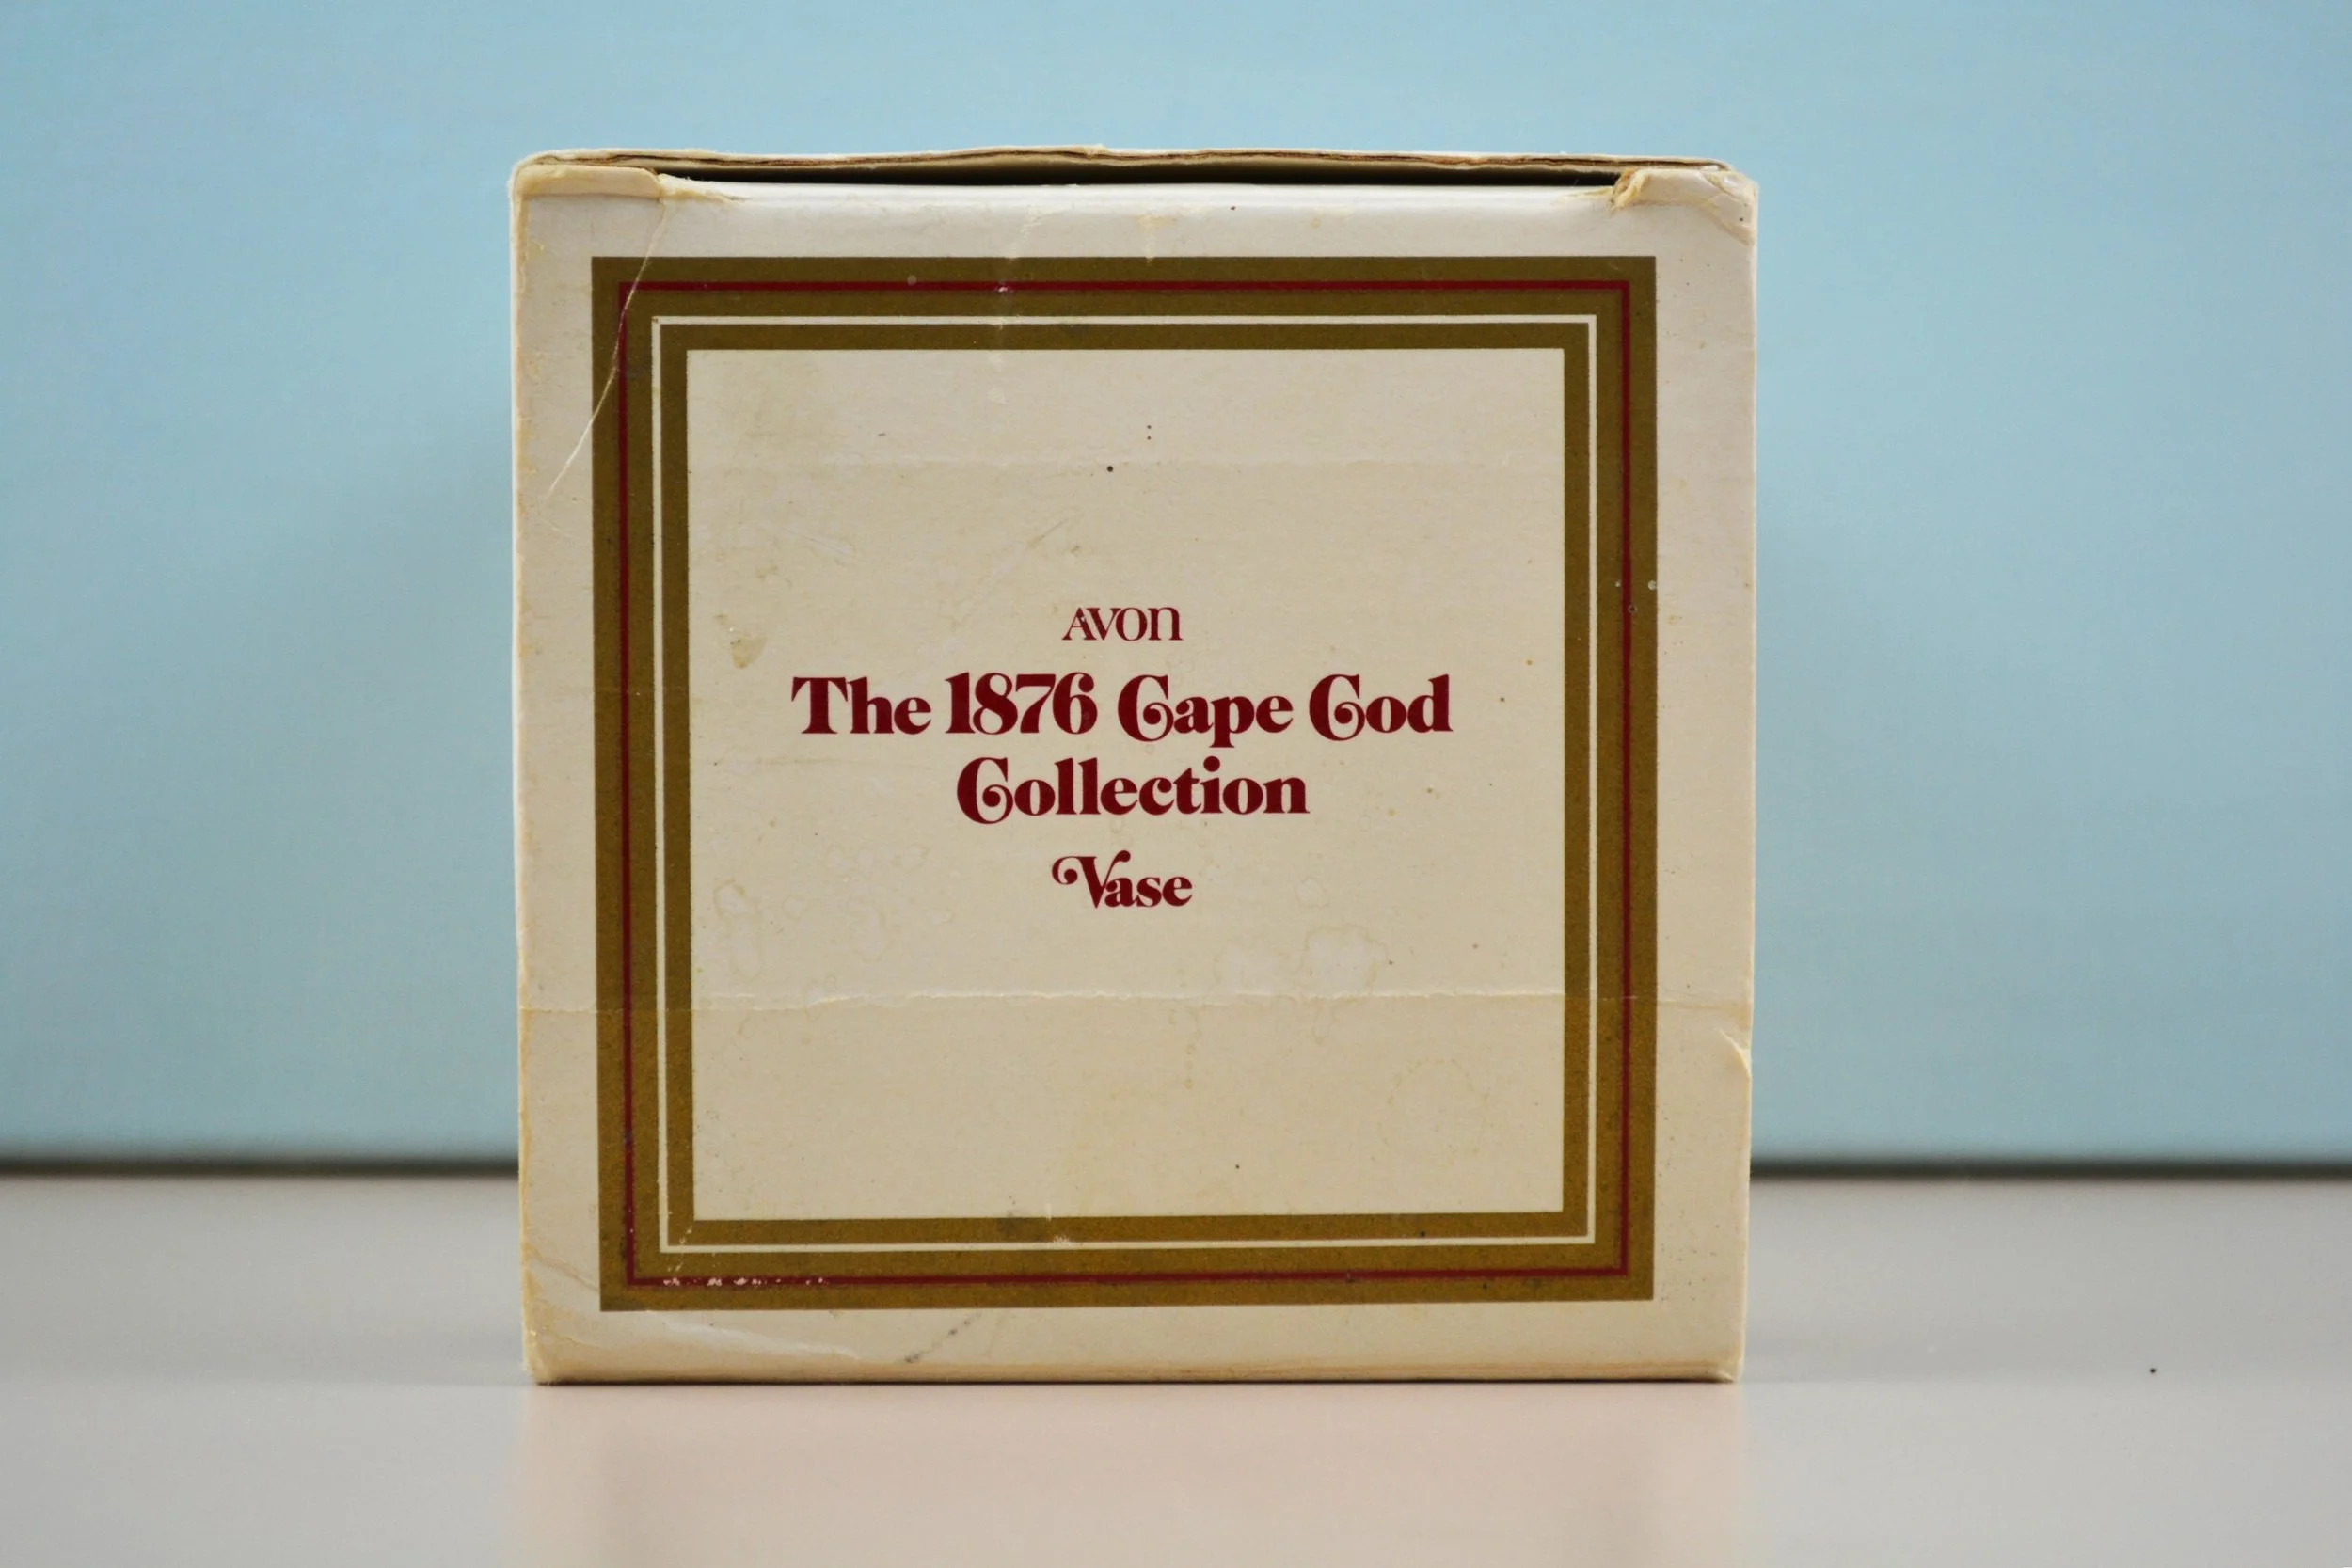 AVON
The 1876 Cape Cod
Collection
Vase